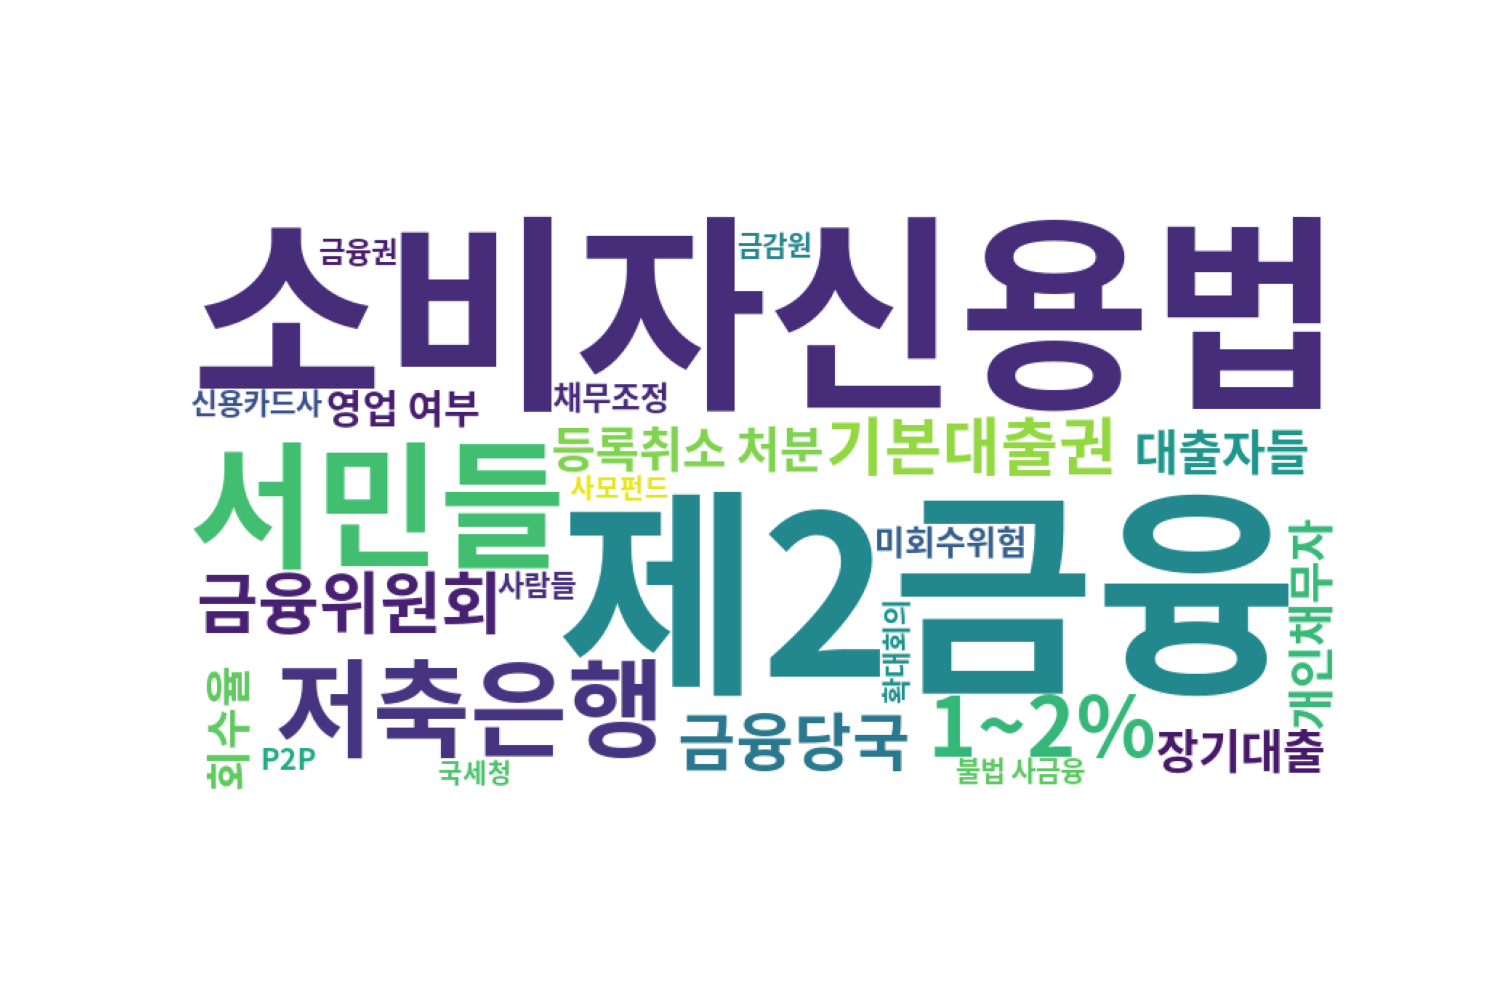 소비자신용법
금융권
금감원
신용카드사
영업 여부
채무조정
서민들
등록취소 처분
기본대출권
대출자들
사모펀드
제2금융
미회수위험
금융위원회
사람들
확대회의
개인채무자
회수율
저축은행
금융당국
1~2%
장기대출
P2P
국세청
불법 사금융